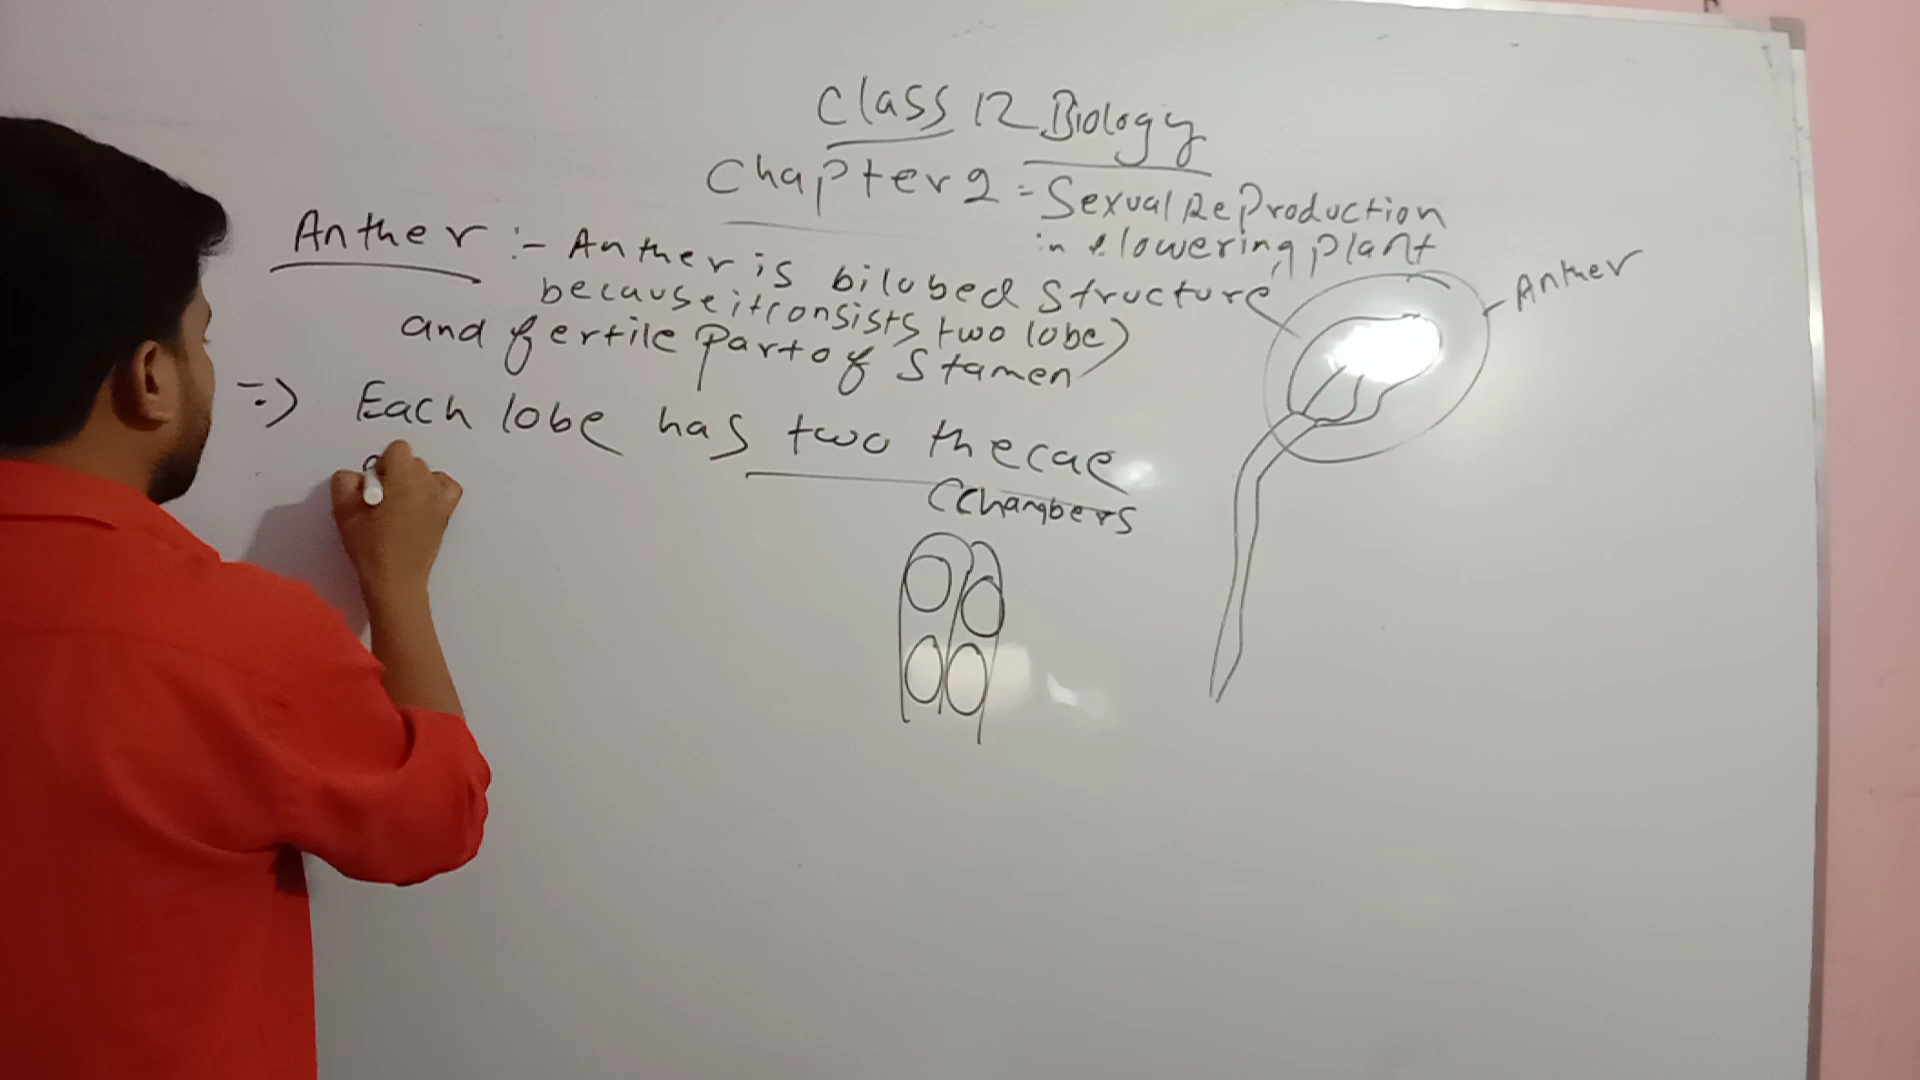 Class 12 Biology
Chapter 2 = Sexual Reproduction
in flowering plant
Anther :- Anther is bilobed structure
because it consists two lobe)
and fertile part of stamen
=> Each lobe has two thecae
(Chambers
Anther